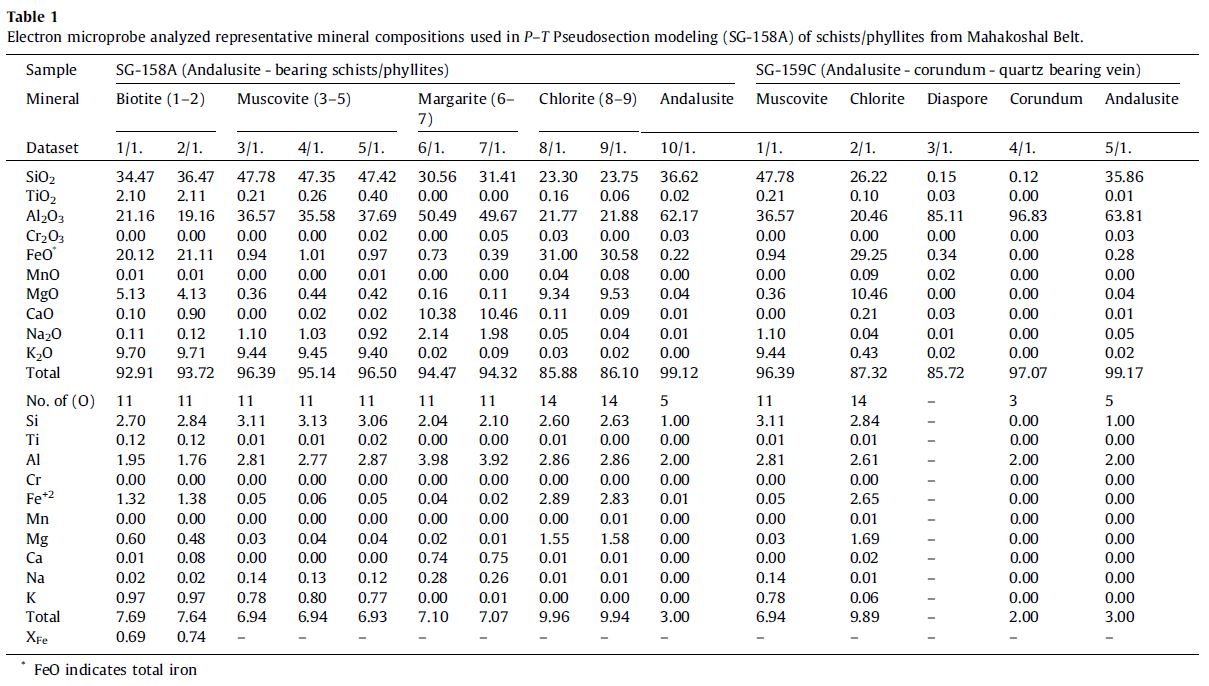 Table 1
Electron microprobe analyzed representative mineral compositions used in P–T Pseudosection modeling (SG-158A) of schists/phyllites from Mahakoshal Belt.
Sample SG-158A (Andalusite - bearing schists/phyllites) SG-159C (Andalusite - corundum - quartz bearing vein)
Mineral Biotite (1–2) Muscovite (3–5) Margarite (6– Chlorite (8–9) Andalusite Muscovite Chlorite Diaspore Corundum Andalusite
7)
Dataset 1/1. 2/1. 3/1. 4/1. 5/1. 6/1. 7/1. 8/1. 9/1. 10/1. 1/1. 2/1. 3/1. 4/1. 5/1.
SiO₂ 34.47 36.47 47.78 47.35 47.42 30.56 31.41 23.30 23.75 36.62 47.78 26.22 0.15 0.12 35.86
TiO₂ 2.10 2.11 0.21 0.26 0.40 0.00 0.00 0.16 0.06 0.02 0.21 0.10 0.03 0.00 0.01
Al₂O₃ 21.16 19.16 36.57 35.58 37.69 50.49 49.67 21.77 21.88 62.17 36.57 20.46 85.11 96.83 63.81
Cr₂O₃ 0.00 0.00 0.00 0.00 0.02 0.00 0.05 0.03 0.00 0.03 0.00 0.00 0.00 0.00 0.03
FeO* 20.12 21.11 0.94 1.01 0.97 0.73 0.39 31.00 30.58 0.22 0.94 29.25 0.34 0.00 0.28
MnO 0.01 0.01 0.00 0.00 0.01 0.00 0.00 0.04 0.08 0.00 0.00 0.09 0.02 0.00 0.00
MgO 5.13 4.13 0.36 0.44 0.42 0.16 0.11 9.34 9.53 0.04 0.36 10.46 0.00 0.00 0.04
CaO 0.10 0.90 0.00 0.02 0.02 10.38 10.46 0.11 0.09 0.01 0.00 0.21 0.03 0.00 0.01
Na₂O 0.11 0.12 1.10 1.03 0.92 2.14 1.98 0.05 0.04 0.01 1.10 0.04 0.01 0.00 0.05
K₂O 9.70 9.71 9.44 9.45 9.40 0.02 0.09 0.03 0.02 0.00 9.44 0.43 0.02 0.00 0.02
Total 92.91 93.72 96.39 95.14 96.50 94.47 94.32 85.88 86.10 99.12 96.39 87.32 85.72 97.07 99.17
No. of (O) 11 11 11 11 11 11 11 14 14 5 11 14 – 3 5
Si 2.70 2.84 3.11 3.13 3.06 2.04 2.10 2.60 2.63 1.00 3.11 2.84 – 0.00 1.00
Ti 0.12 0.12 0.01 0.01 0.02 0.00 0.00 0.01 0.00 0.00 0.01 0.01 – 0.00 0.00
Al 1.95 1.76 2.81 2.77 2.87 3.98 3.92 2.86 2.86 2.00 2.81 2.61 – 2.00 2.00
Cr 0.00 0.00 0.00 0.00 0.00 0.00 0.00 0.00 0.00 0.00 0.00 0.00 – 0.00 0.00
Fe⁺² 1.32 1.38 0.05 0.06 0.05 0.04 0.02 2.89 2.83 0.01 0.05 2.65 – 0.00 0.00
Mn 0.00 0.00 0.00 0.00 0.00 0.00 0.00 0.00 0.01 0.00 0.00 0.01 – 0.00 0.00
Mg 0.60 0.48 0.03 0.04 0.04 0.02 0.01 1.55 1.58 0.00 0.03 1.69 – 0.00 0.00
Ca 0.01 0.08 0.00 0.00 0.00 0.74 0.75 0.01 0.01 0.00 0.00 0.02 – 0.00 0.00
Na 0.02 0.02 0.14 0.13 0.12 0.28 0.26 0.01 0.01 0.00 0.14 0.01 – 0.00 0.00
K 0.97 0.97 0.78 0.80 0.77 0.00 0.01 0.00 0.00 0.00 0.78 0.06 – 0.00 0.00
Total 7.69 7.64 6.94 6.94 6.93 7.10 7.07 9.96 9.94 3.00 6.94 9.89 – 2.00 3.00
X_Fe 0.69 0.74 – – – – – – – – – – – – –
* FeO indicates total iron